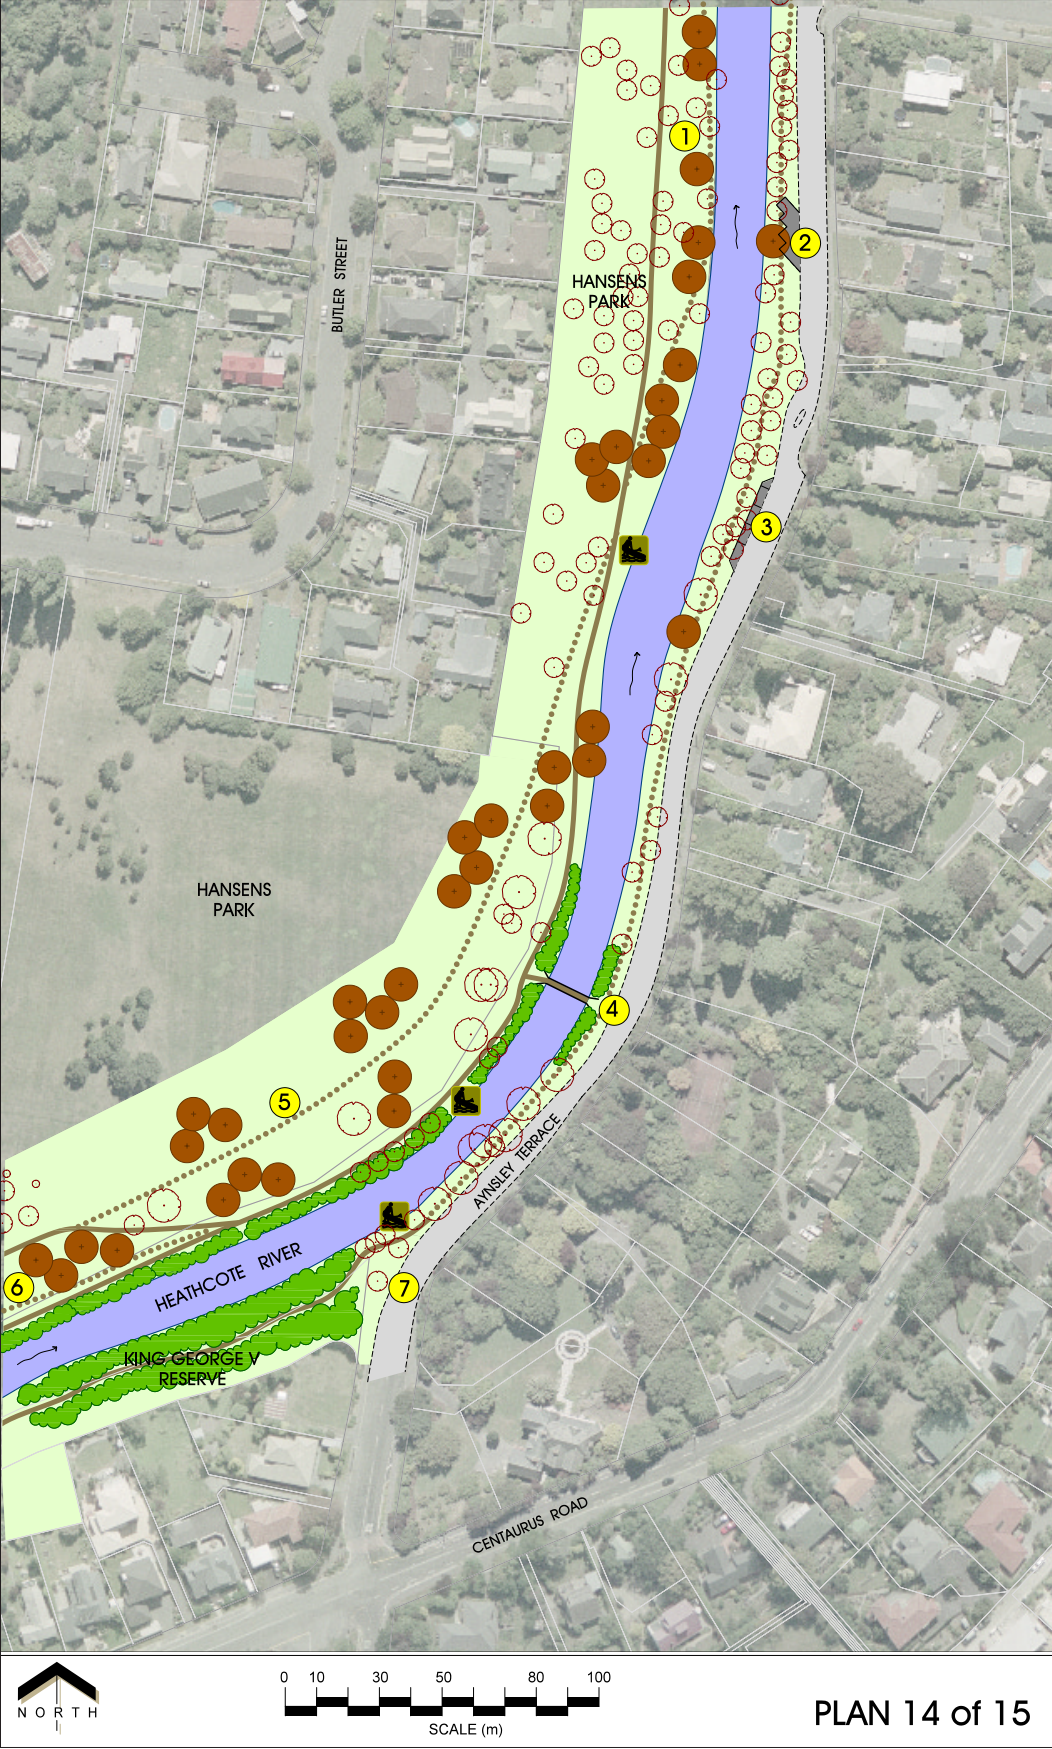 1
2
BUTLER STREET
HANSENS
PARK
3
HANSENS
PARK
4
5
AYNSLEY TERRACE
HEATHCOTE RIVER
6
7
KING GEORGE V
RESERVE
CENTAURUS ROAD
NORTH
0 10 30 50 80 100
SCALE (m)
PLAN 14 of 15